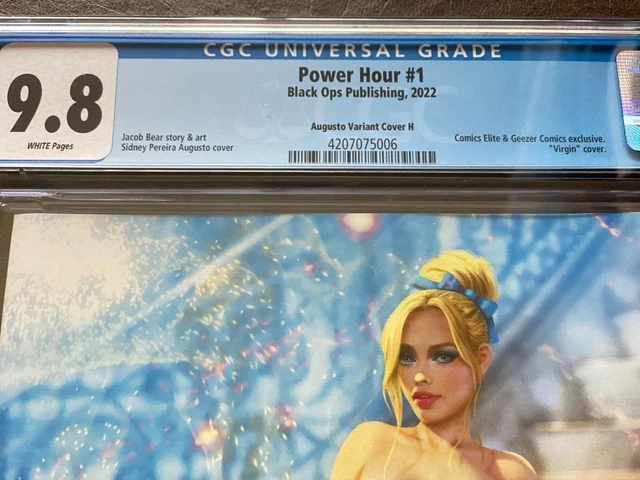 CGC UNIVERSAL GRADE
9.8
WHITE Pages
Power Hour #1
Black Ops Publishing, 2022
Augusto Variant Cover H
4207075006
Jacob Bear story & art
Sidney Pereira Augusto cover
Comics Elite & Geezer Comics exclusive.
"Virgin" cover.